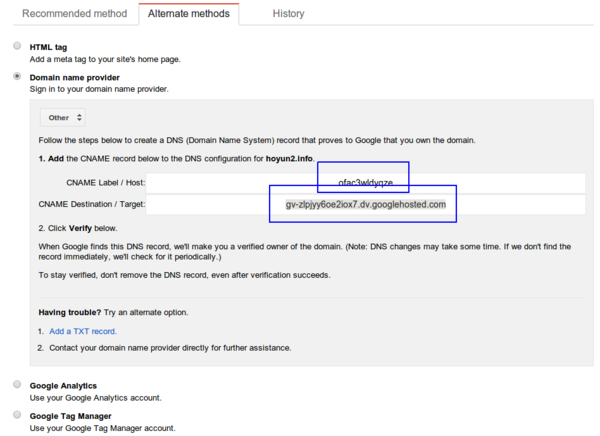 Recommended method Alternate methods History
HTML tag
Add a meta tag to your site's home page.
Domain name provider
Sign in to your domain name provider.
Other
Follow the steps below to create a DNS (Domain Name System) record that proves to Google that you own the domain.
1. Add the CNAME record below to the DNS configuration for hoyun2.info.
CNAME Label / Host: ofac3wldyqze
CNAME Destination / Target: gv-zlpjyy6oe2iox7.dv.googlehosted.com
2. Click Verify below.
When Google finds this DNS record, we'll make you a verified owner of the domain. (Note: DNS changes may take some time. If we don't find the
record immediately, we'll check for it periodically.)
To stay verified, don't remove the DNS record, even after verification succeeds.
Having trouble? Try an alternate option.
1. Add a TXT record.
2. Contact your domain name provider directly for further assistance.
Google Analytics
Use your Google Analytics account.
Google Tag Manager
Use your Google Tag Manager account.